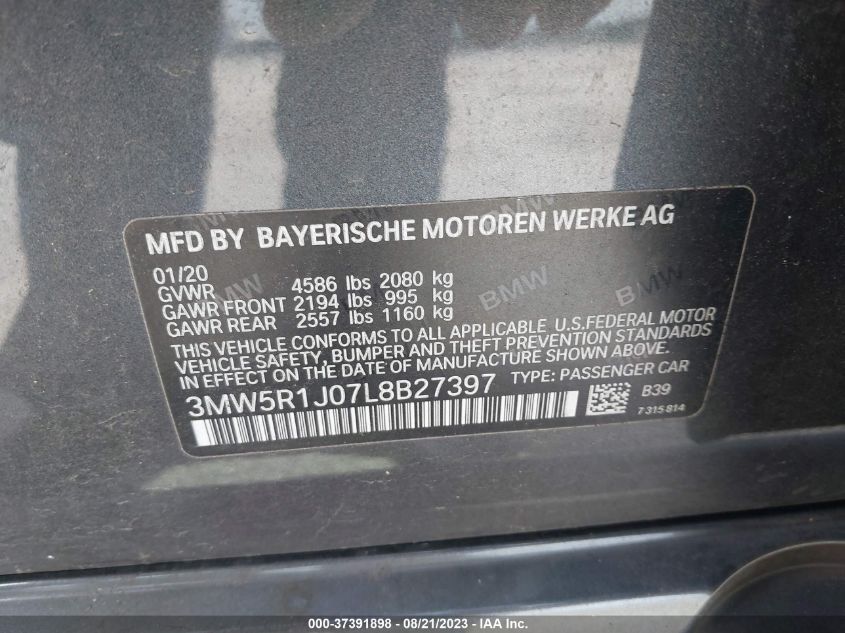 MFD BY BAYERISCHE MOTOREN WERKE AG
01/20
GVWR 4586 lbs 2080 kg
GAWR FRONT 2194 lbs 995 kg
GAWR REAR 2557 lbs 1160 kg
THIS VEHICLE CONFORMS TO ALL APPLICABLE U.S.FEDERAL MOTOR
VEHICLE SAFETY, BUMPER AND THEFT PREVENTION STANDARDS
IN EFFECT ON THE DATE OF MANUFACTURE SHOWN ABOVE.
3MW5R1J07L8B27397 TYPE: PASSENGER CAR
B39
7 315 814
BMW
BMW
BMW
000-37391898 - 08/21/2023 - IAA Inc.